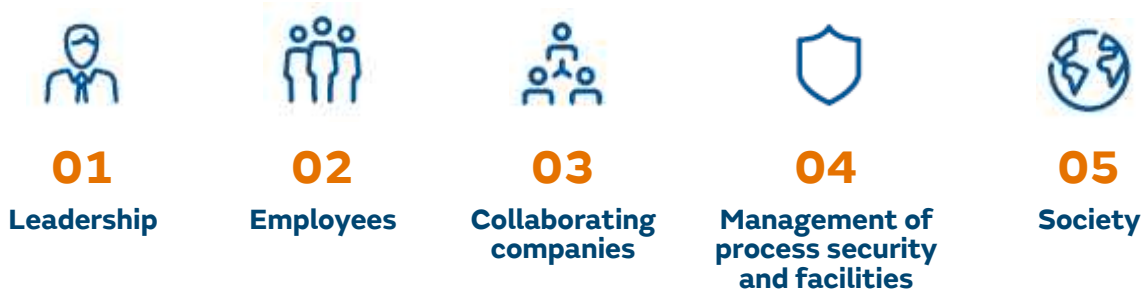 01
Leadership
02
Employees
03
Collaborating
companies
04
Management of
process security
and facilities
05
Society